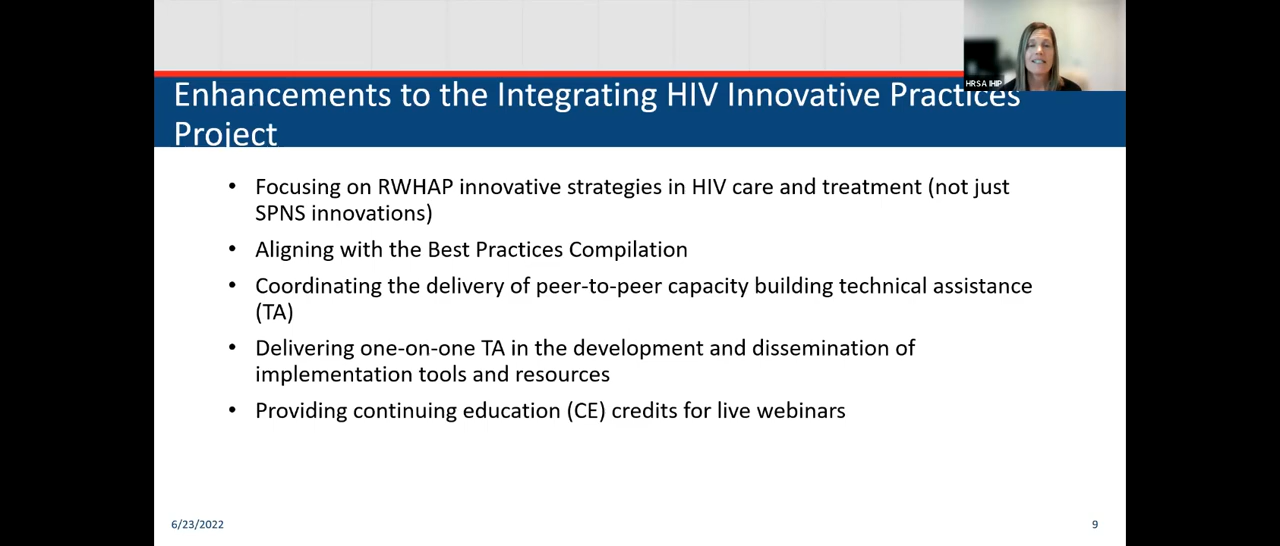 HRSA IHIP
Enhancements to the Integrating HIV Innovative Practices
Project
• Focusing on RWHAP innovative strategies in HIV care and treatment (not just
SPNS innovations)
• Aligning with the Best Practices Compilation
• Coordinating the delivery of peer-to-peer capacity building technical assistance
(TA)
• Delivering one-on-one TA in the development and dissemination of
implementation tools and resources
• Providing continuing education (CE) credits for live webinars
6/23/2022
9